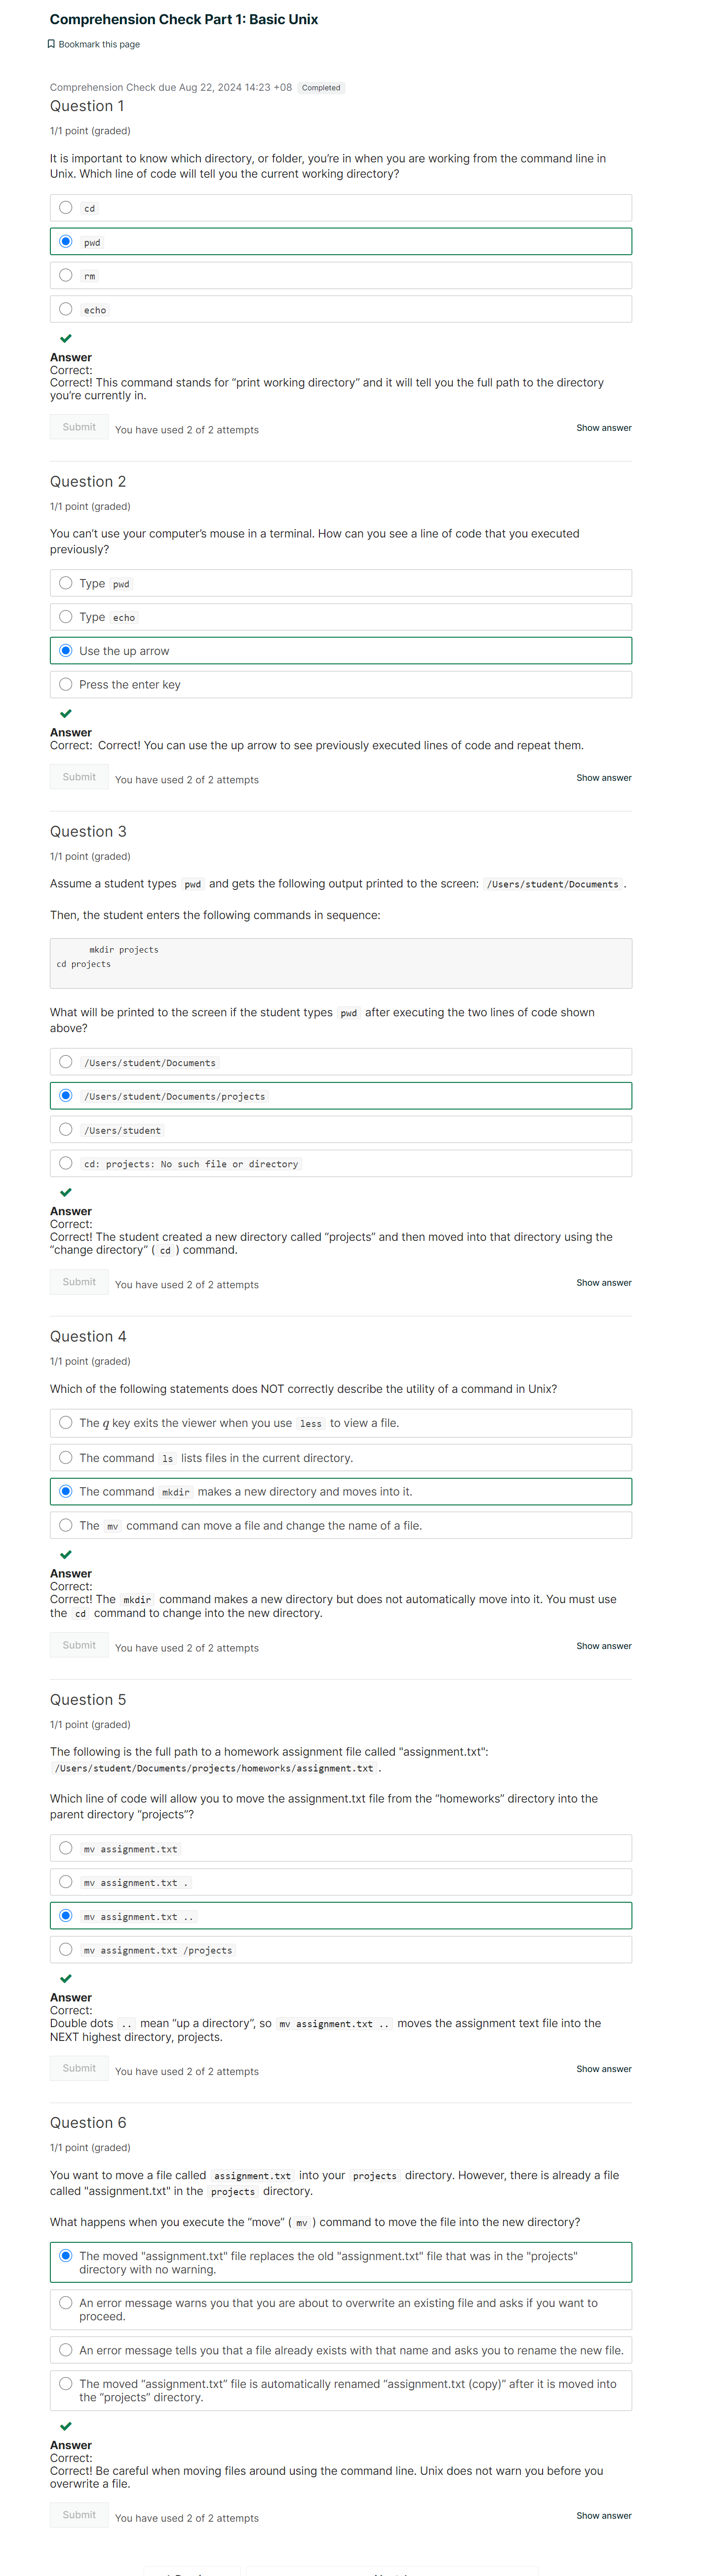 Comprehension Check Part 1: Basic Unix
Bookmark this page
Comprehension Check due Aug 22, 2024 14:23 +08 Completed
Question 1
1/1 point (graded)
It is important to know which directory, or folder, you’re in when you are working from the command line in
Unix. Which line of code will tell you the current working directory?
cd
pwd
rm
echo
Answer
Correct:
Correct! This command stands for “print working directory” and it will tell you the full path to the directory
you’re currently in.
Submit You have used 2 of 2 attempts Show answer
Question 2
1/1 point (graded)
You can’t use your computer’s mouse in a terminal. How can you see a line of code that you executed
previously?
Type pwd
Type echo
Use the up arrow
Press the enter key
Answer
Correct: Correct! You can use the up arrow to see previously executed lines of code and repeat them.
Submit You have used 2 of 2 attempts Show answer
Question 3
1/1 point (graded)
Assume a student types pwd and gets the following output printed to the screen: /Users/student/Documents .
Then, the student enters the following commands in sequence:
mkdir projects
cd projects
What will be printed to the screen if the student types pwd after executing the two lines of code shown
above?
/Users/student/Documents
/Users/student/Documents/projects
/Users/student
cd: projects: No such file or directory
Answer
Correct:
Correct! The student created a new directory called “projects” and then moved into that directory using the
“change directory” ( cd ) command.
Submit You have used 2 of 2 attempts Show answer
Question 4
1/1 point (graded)
Which of the following statements does NOT correctly describe the utility of a command in Unix?
The q key exits the viewer when you use less to view a file.
The command ls lists files in the current directory.
The command mkdir makes a new directory and moves into it.
The mv command can move a file and change the name of a file.
Answer
Correct:
Correct! The mkdir command makes a new directory but does not automatically move into it. You must use
the cd command to change into the new directory.
Submit You have used 2 of 2 attempts Show answer
Question 5
1/1 point (graded)
The following is the full path to a homework assignment file called "assignment.txt":
/Users/student/Documents/projects/homeworks/assignment.txt .
Which line of code will allow you to move the assignment.txt file from the “homeworks” directory into the
parent directory “projects”?
mv assignment.txt
mv assignment.txt .
mv assignment.txt ..
mv assignment.txt /projects
Answer
Correct:
Double dots .. mean “up a directory”, so mv assignment.txt .. moves the assignment text file into the
NEXT highest directory, projects.
Submit You have used 2 of 2 attempts Show answer
Question 6
1/1 point (graded)
You want to move a file called assignment.txt into your projects directory. However, there is already a file
called "assignment.txt" in the projects directory.
What happens when you execute the “move” ( mv ) command to move the file into the new directory?
The moved "assignment.txt" file replaces the old "assignment.txt" file that was in the "projects"
directory with no warning.
An error message warns you that you are about to overwrite an existing file and asks if you want to
proceed.
An error message tells you that a file already exists with that name and asks you to rename the new file.
The moved “assignment.txt” file is automatically renamed “assignment.txt (copy)” after it is moved into
the “projects” directory.
Answer
Correct:
Correct! Be careful when moving files around using the command line. Unix does not warn you before you
overwrite a file.
Submit You have used 2 of 2 attempts Show answer